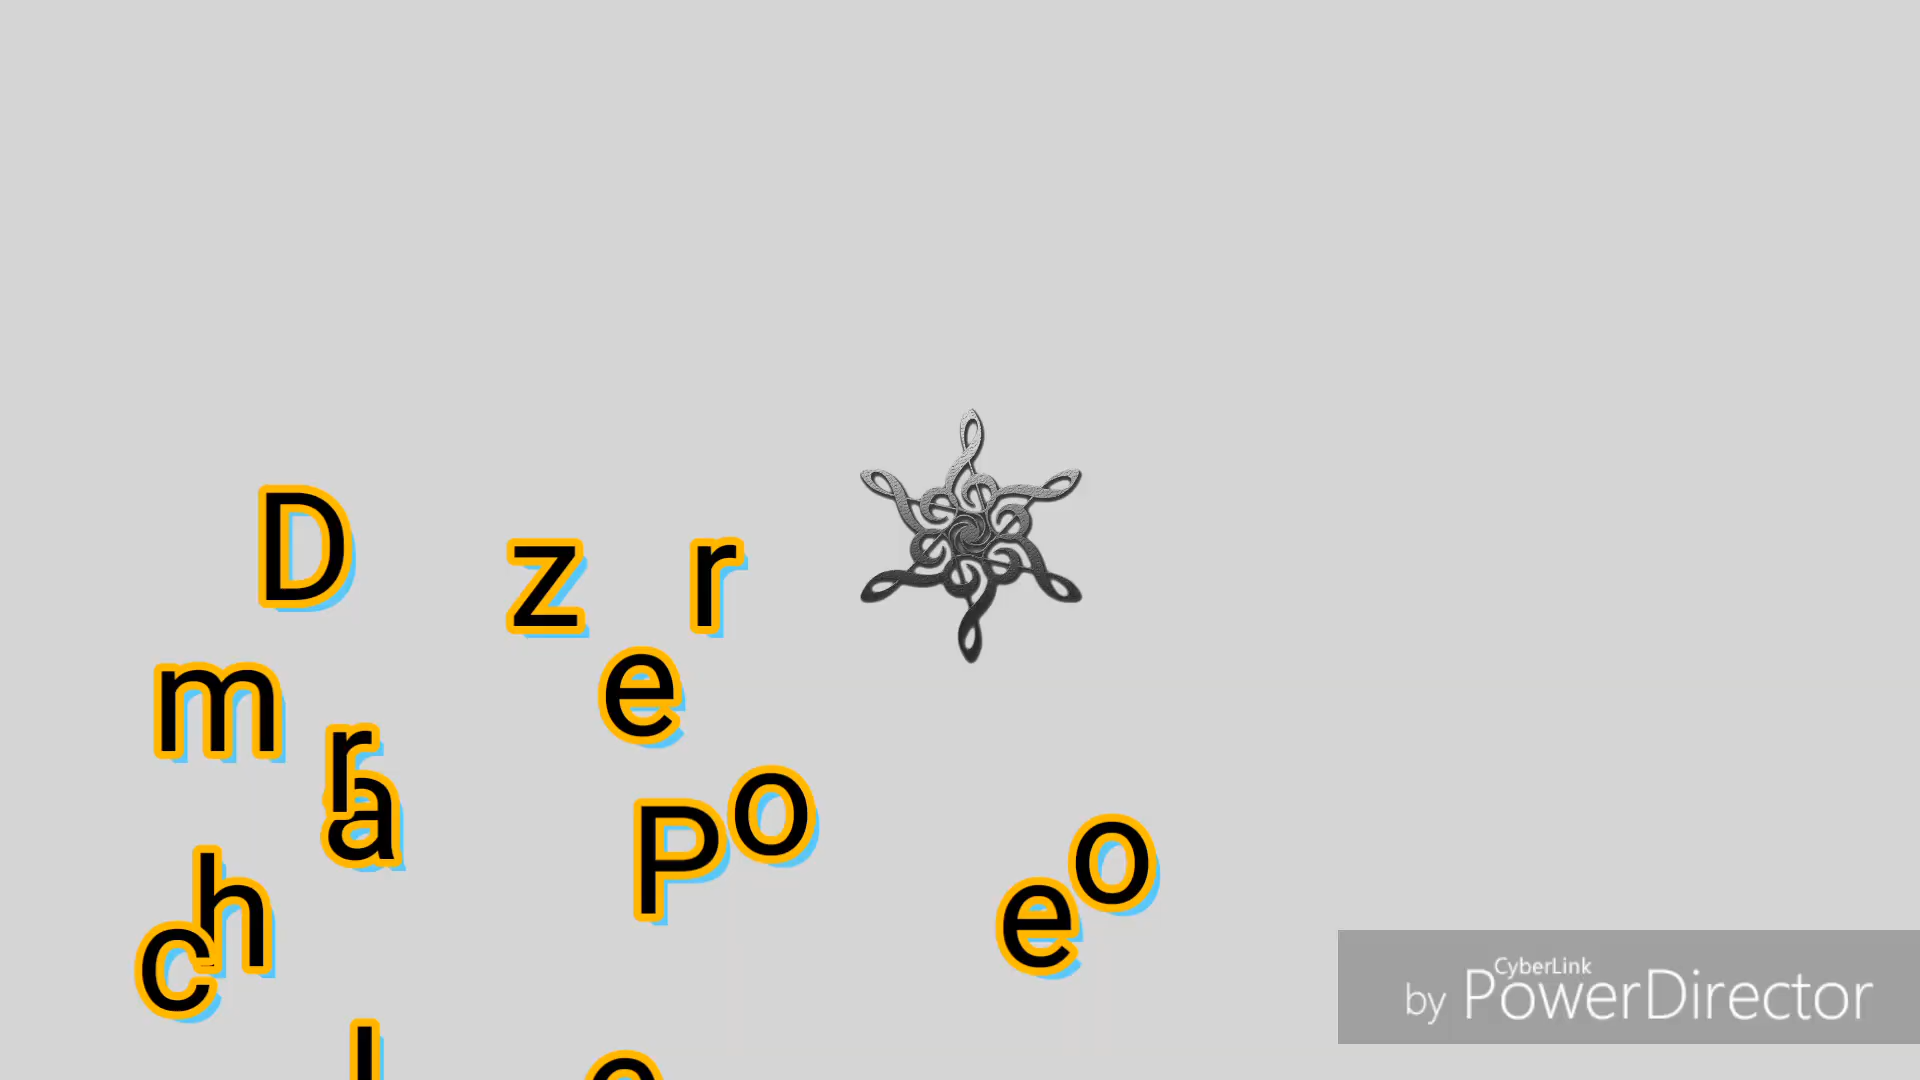 D z r
m e
r
a P o
h o
c e
by CyberLink PowerDirector